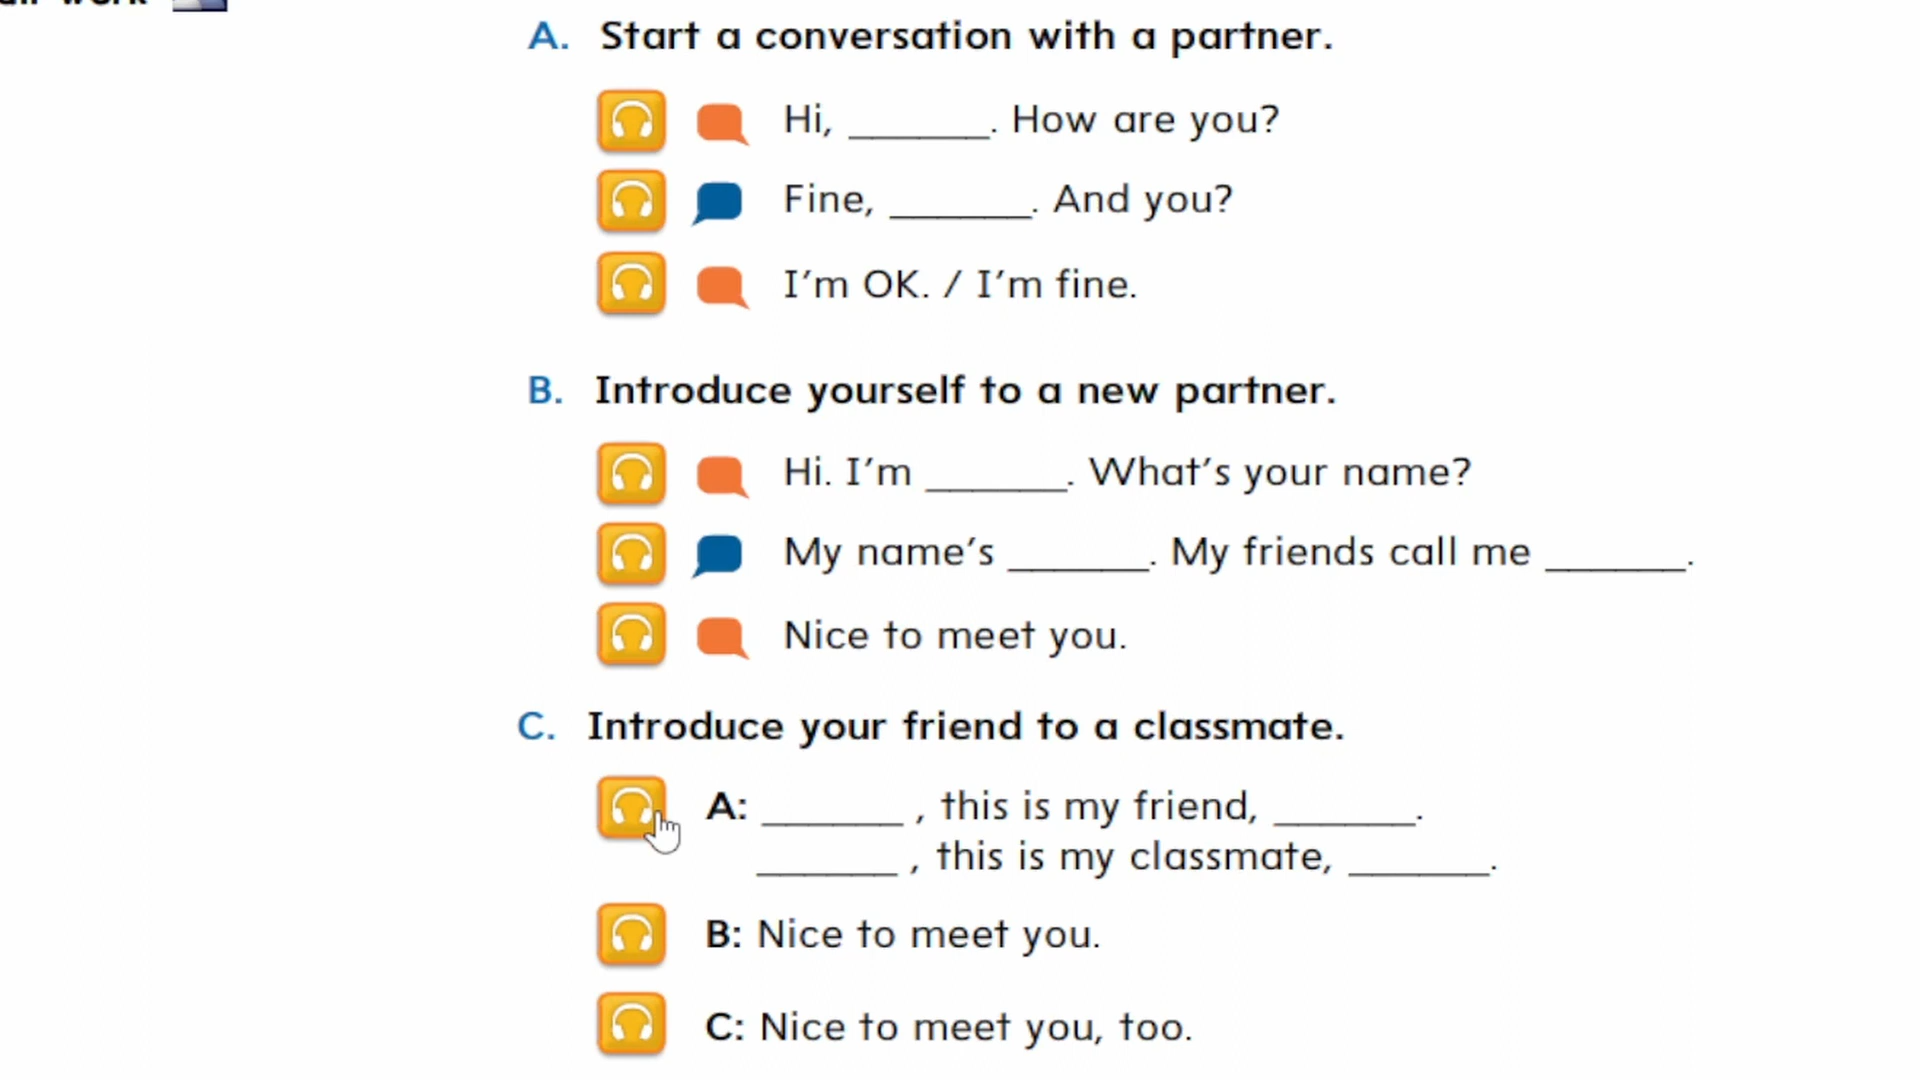 work
A. Start a conversation with a partner.
Hi, ______. How are you?
Fine, ______. And you?
I'm OK. / I'm fine.
B. Introduce yourself to a new partner.
Hi. I'm ______. What's your name?
My name's ______. My friends call me ______.
Nice to meet you.
C. Introduce your friend to a classmate.
A: ______ , this is my friend, ______.
______ , this is my classmate, ______.
B: Nice to meet you.
C: Nice to meet you, too.